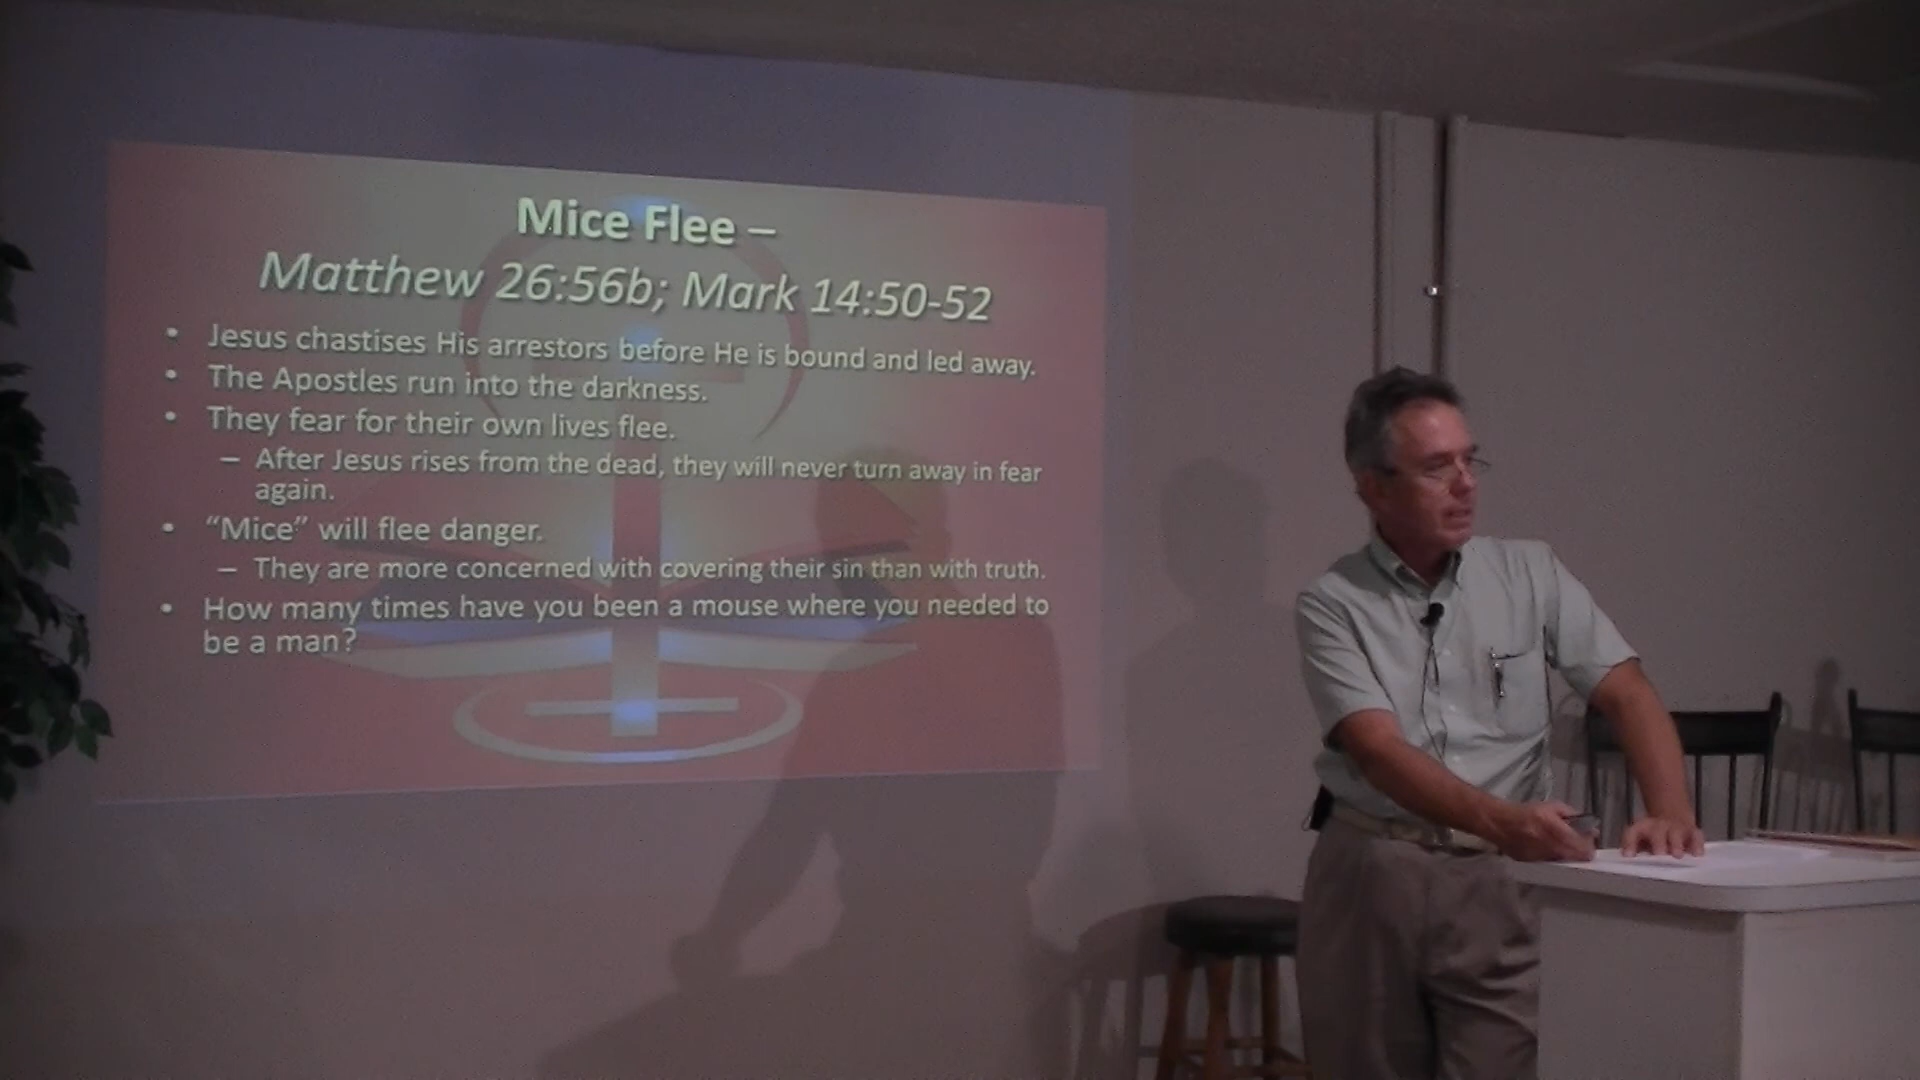 Mice Flee –
Matthew 26:56b; Mark 14:50-52
• Jesus chastises His arrestors before He is bound and led away.
• The Apostles run into the darkness.
• They fear for their own lives flee.
– After Jesus rises from the dead, they will never turn away in fear
again.
• “Mice” will flee danger.
– They are more concerned with covering their sin than with truth.
• How many times have you been a mouse where you needed to
be a man?